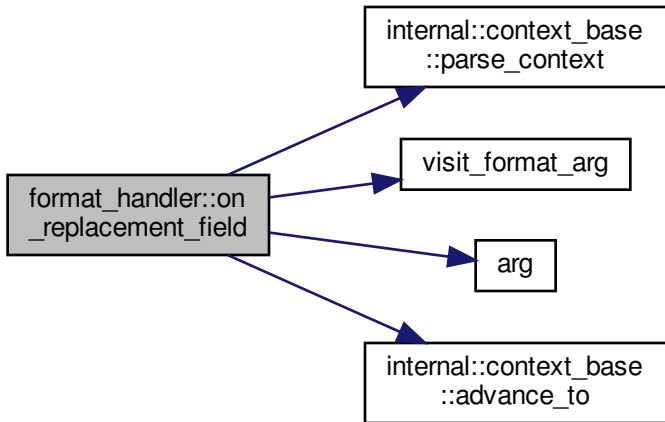 internal::context_base
::parse_context
visit_format_arg
format_handler::on
_replacement_field
arg
internal::context_base
::advance_to